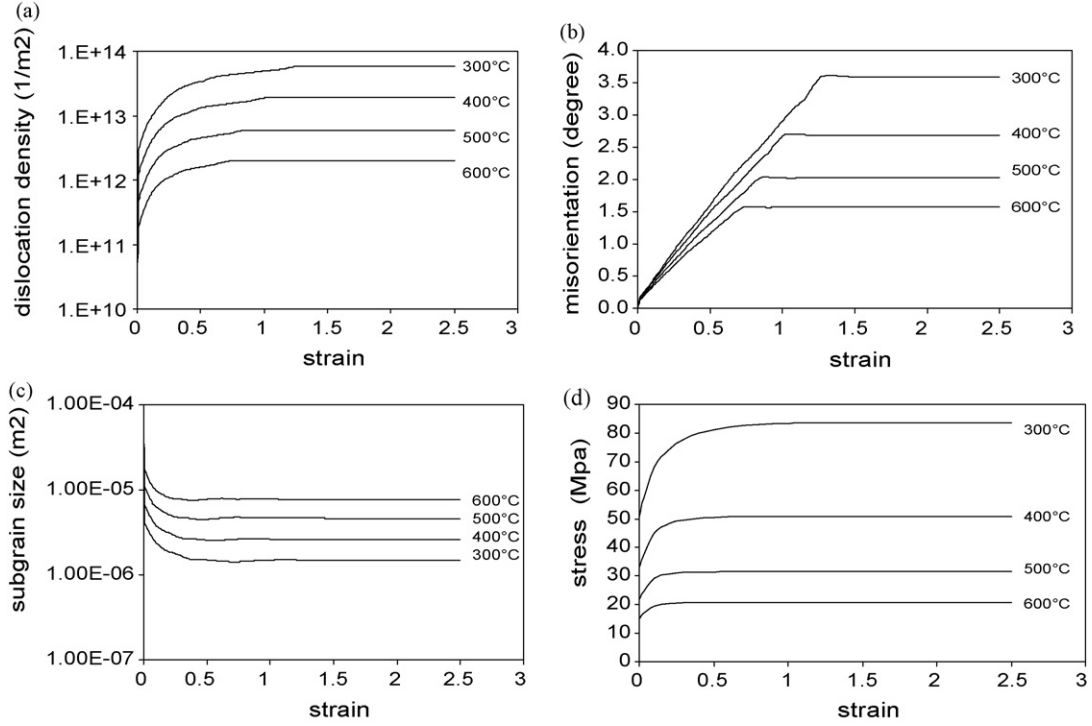 (a)
dislocation density (1/m2)
1.E+14
1.E+13
1.E+12
1.E+11
1.E+10
300°C
400°C
500°C
600°C
0 0.5 1 1.5 2 2.5 3
strain
(b)
misorientation (degree)
4.0
3.5
3.0
2.5
2.0
1.5
1.0
0.5
0.0
300°C
400°C
500°C
600°C
0 0.5 1 1.5 2 2.5 3
strain
(c)
subgrain size (m2)
1.00E-04
1.00E-05
1.00E-06
1.00E-07
600°C
500°C
400°C
300°C
0 0.5 1 1.5 2 2.5 3
strain
(d)
stress (Mpa)
90
80
70
60
50
40
30
20
10
0
300°C
400°C
500°C
600°C
0 0.5 1 1.5 2 2.5 3
strain